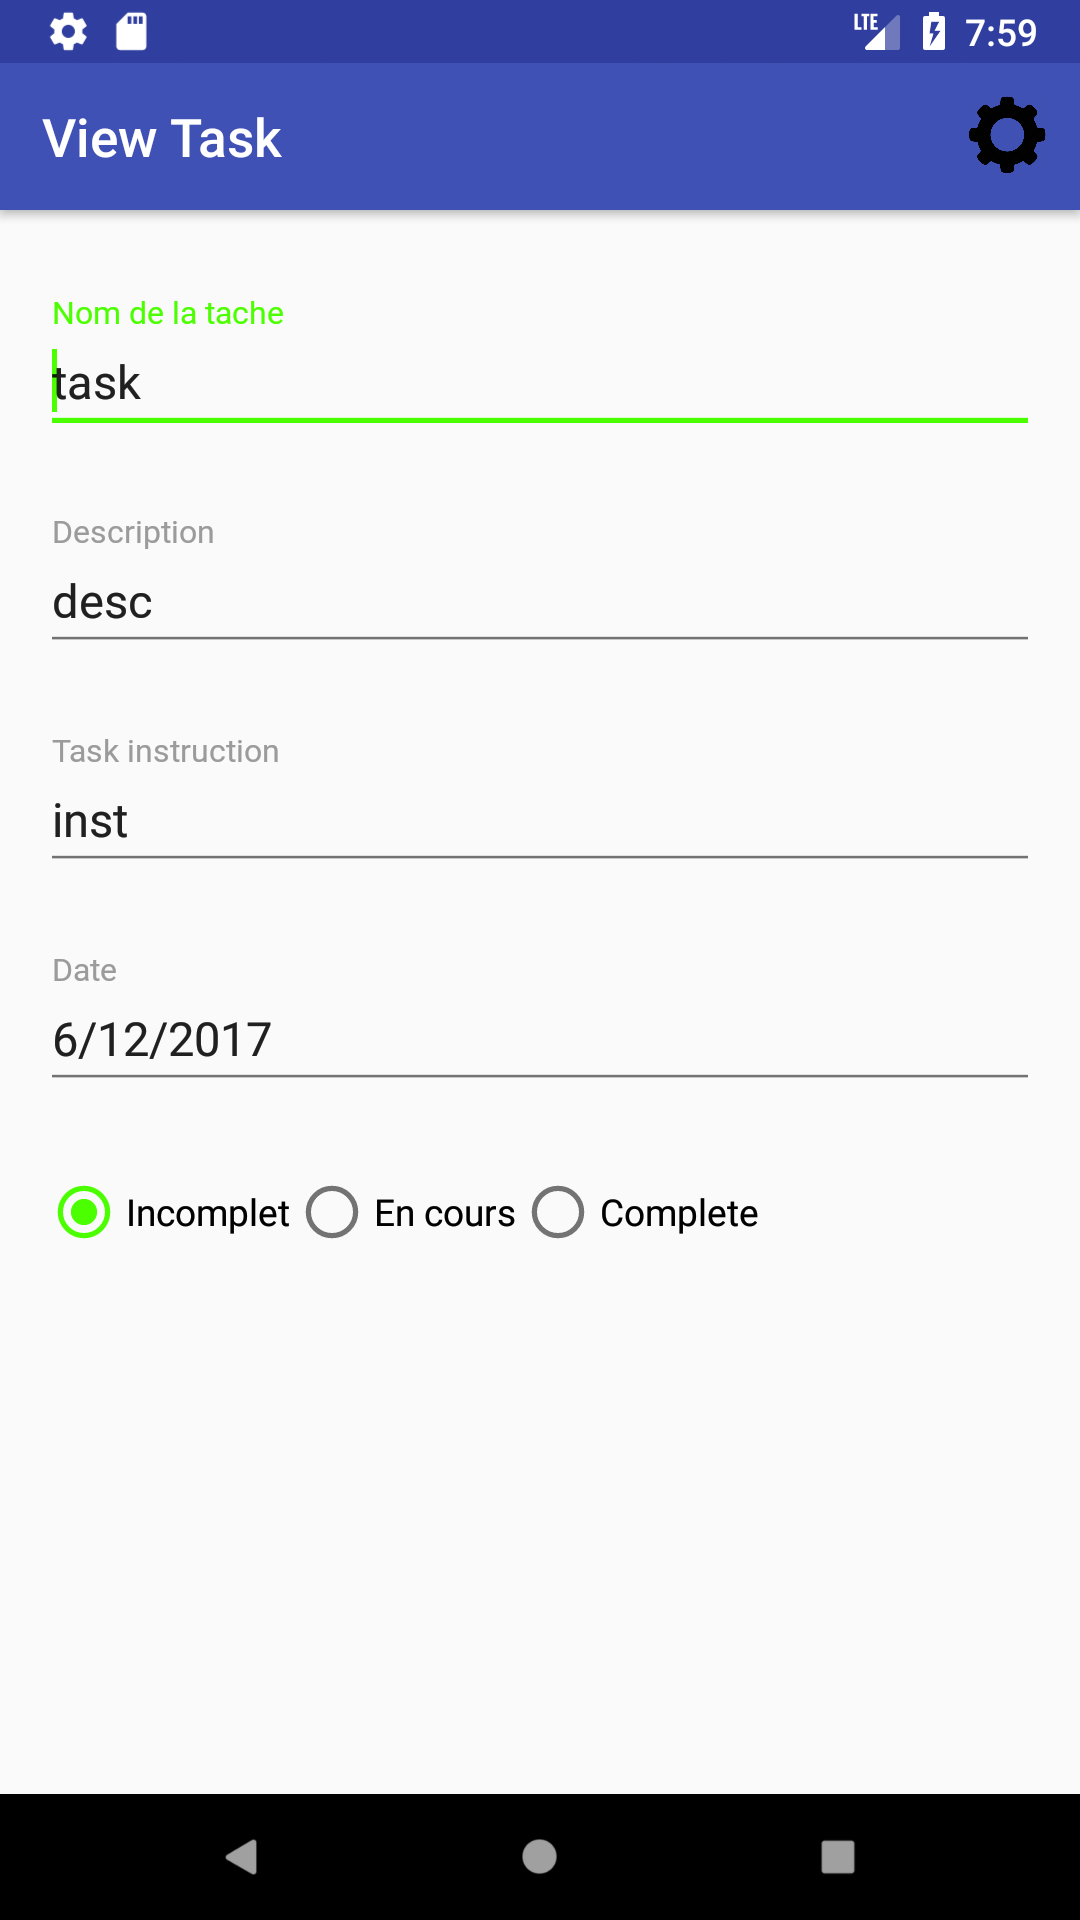 LTE 7:59
View Task
Nom de la tache
task
Description
desc
Task instruction
inst
Date
6/12/2017
Incomplet En cours Complete